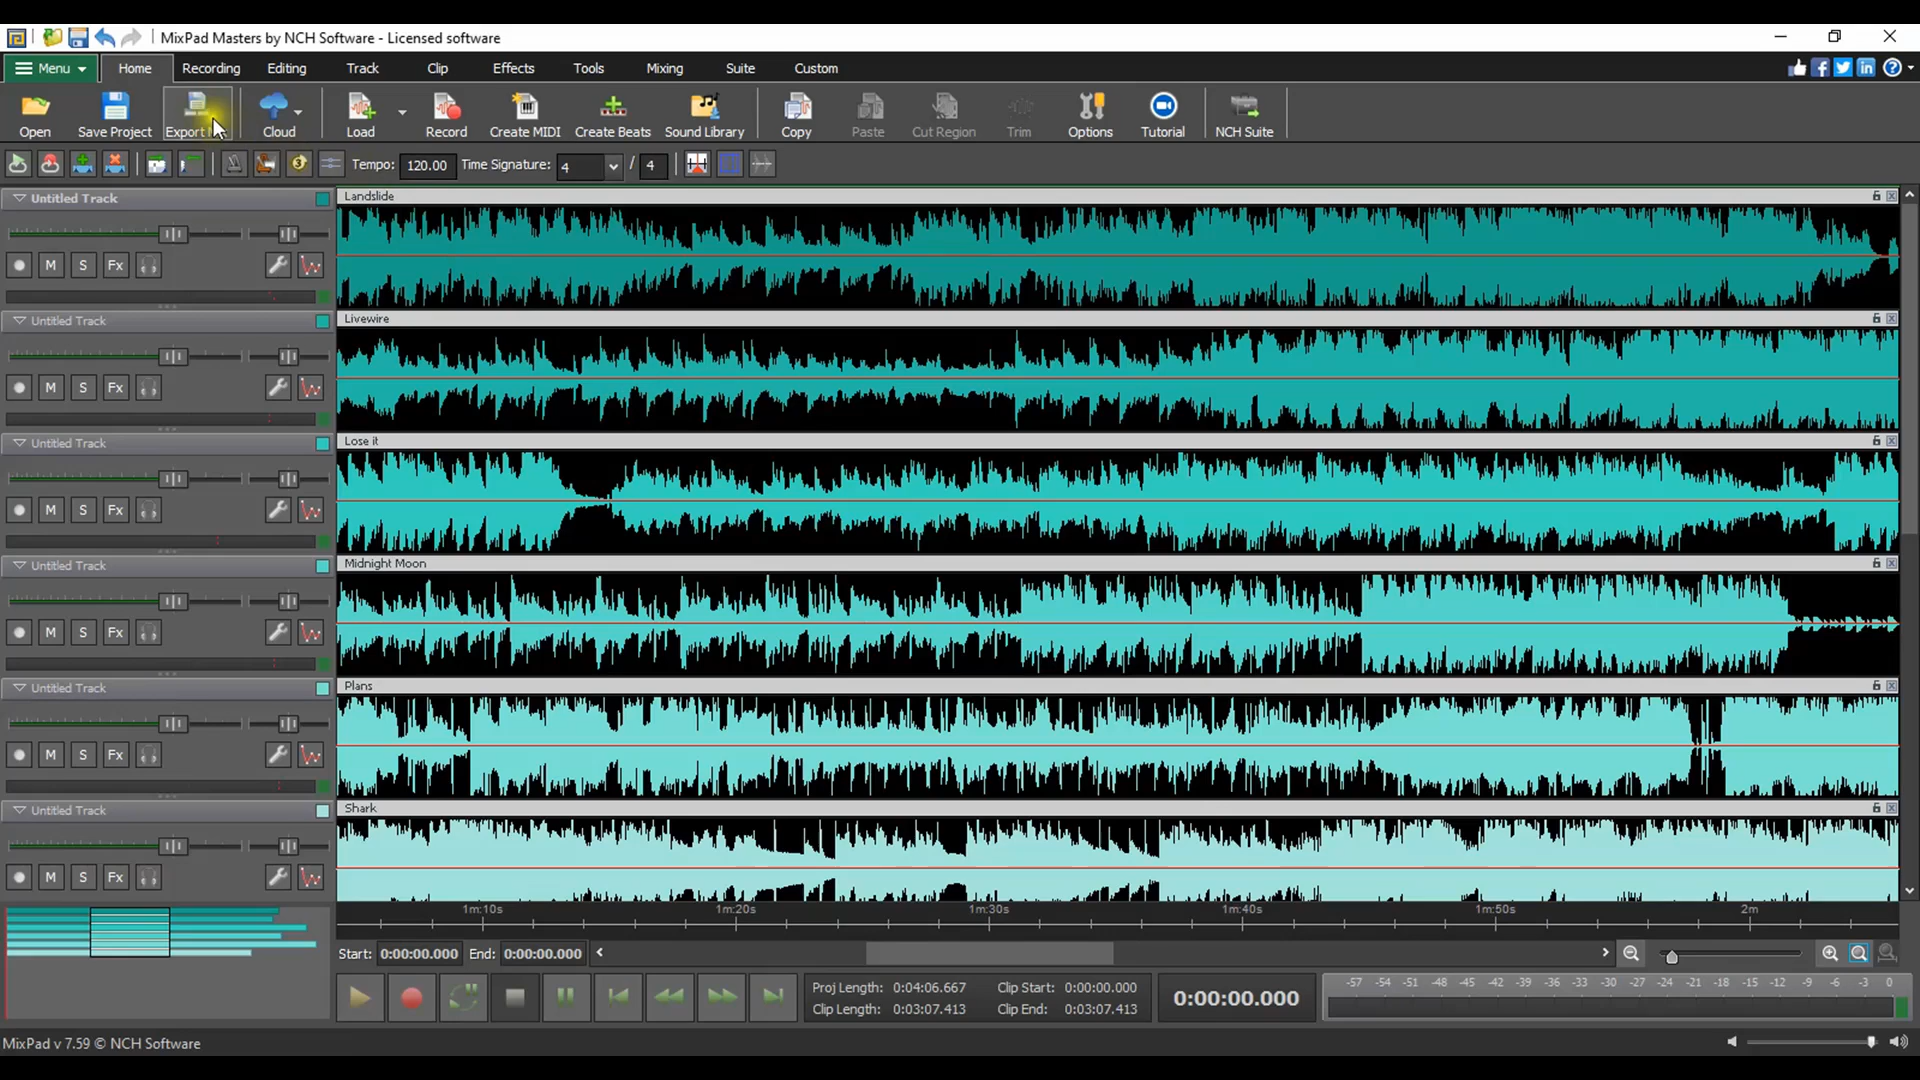 MixPad Masters by NCH Software - Licensed software
Menu
Home
Recording
Editing
Track
Clip
Effects
Tools
Mixing
Suite
Custom
Open
Save Project
Export
Cloud
Load
Record
Create MIDI
Create Beats
Sound Library
Copy
Paste
Cut Region
Trim
Options
Tutorial
NCH Suite
Tempo: 120.00 Time Signature: 4 / 4
Untitled Track
Landslide
M S Fx
Untitled Track
Livewire
M S Fx
Untitled Track
Lose it
M S Fx
Untitled Track
Midnight Moon
M S Fx
Untitled Track
Plans
M S Fx
Untitled Track
Shark
M S Fx
1m:10s 1m:20s 1m:30s 1m:40s 1m:50s 2m
Start: 0:00:00.000 End: 0:00:00.000
Proj Length: 0:04:06.667 Clip Start: 0:00:00.000
Clip Length: 0:03:07.413 Clip End: 0:03:07.413
0:00:00.000
-57 -54 -51 -48 -45 -42 -39 -36 -33 -30 -27 -24 -21 -18 -15 -12 -9 -6 -3 0
MixPad v 7.59 © NCH Software